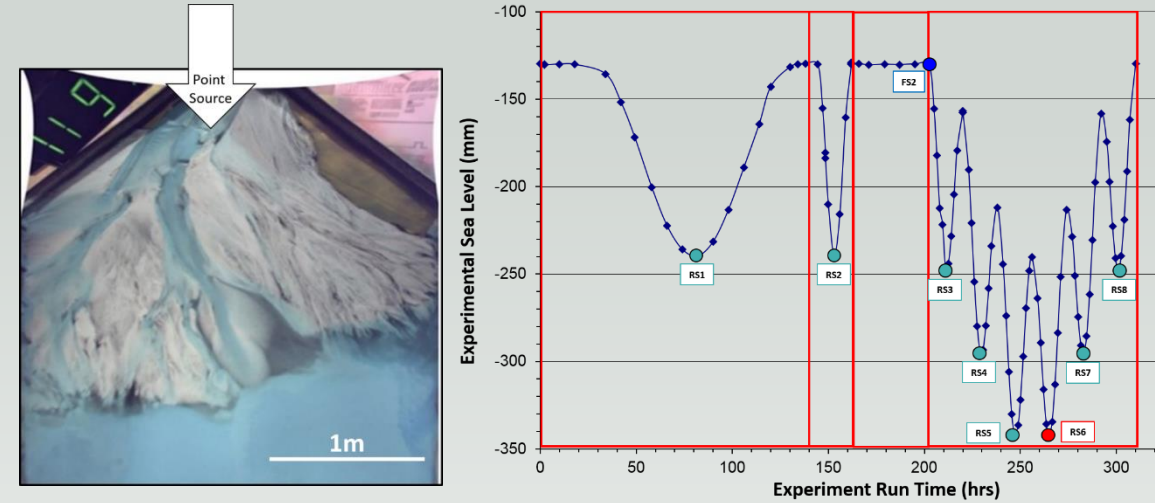 Point
Source
1m
Experimental Sea Level (mm)
-100
-150
-200
-250
-300
-350
0
50
100
150
200
250
300
Experiment Run Time (hrs)
RS1
RS2
FS2
RS3
RS4
RS5
RS6
RS7
RS8